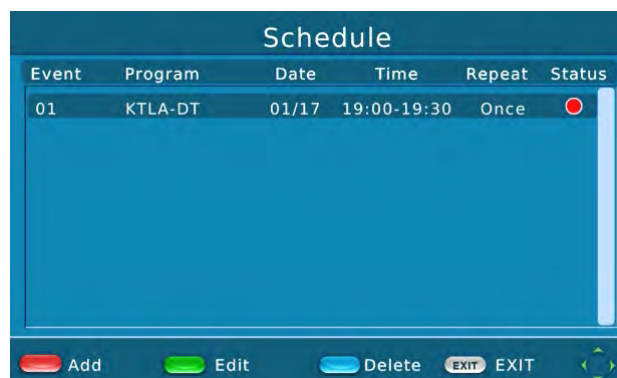 Schedule
Event Program Date Time Repeat Status
01 KTLA-DT 01/17 19:00-19:30 Once
Add Edit Delete EXIT EXIT